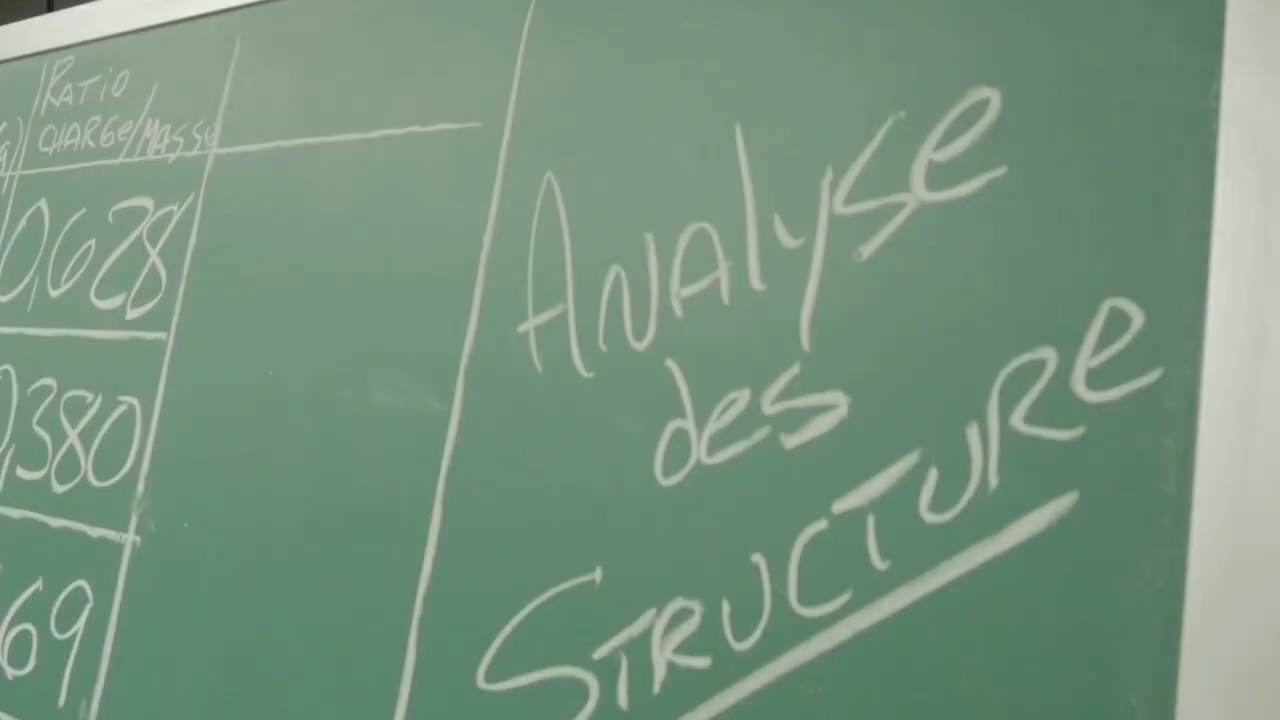 RATIO
CHARGe/MASSe
0,628
,380
69
ANAlySe
des
STRUCTURe